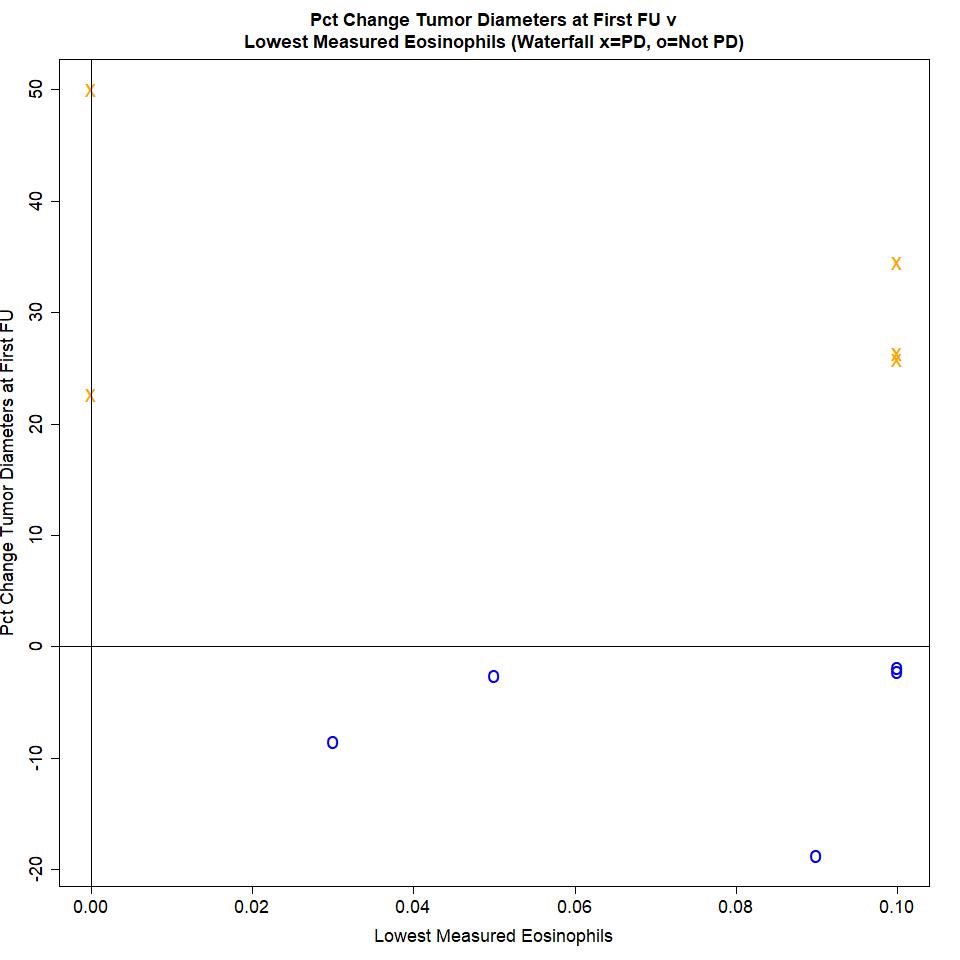 Pct Change Tumor Diameters at First FU v
Lowest Measured Eosinophils (Waterfall x=PD, o=Not PD)
Pct Change Tumor Diameters at First FU
50
40
30
20
10
0
-10
-20
X
X
X
X
X
O
O
O
O
O
0.00 0.02 0.04 0.06 0.08 0.10
Lowest Measured Eosinophils